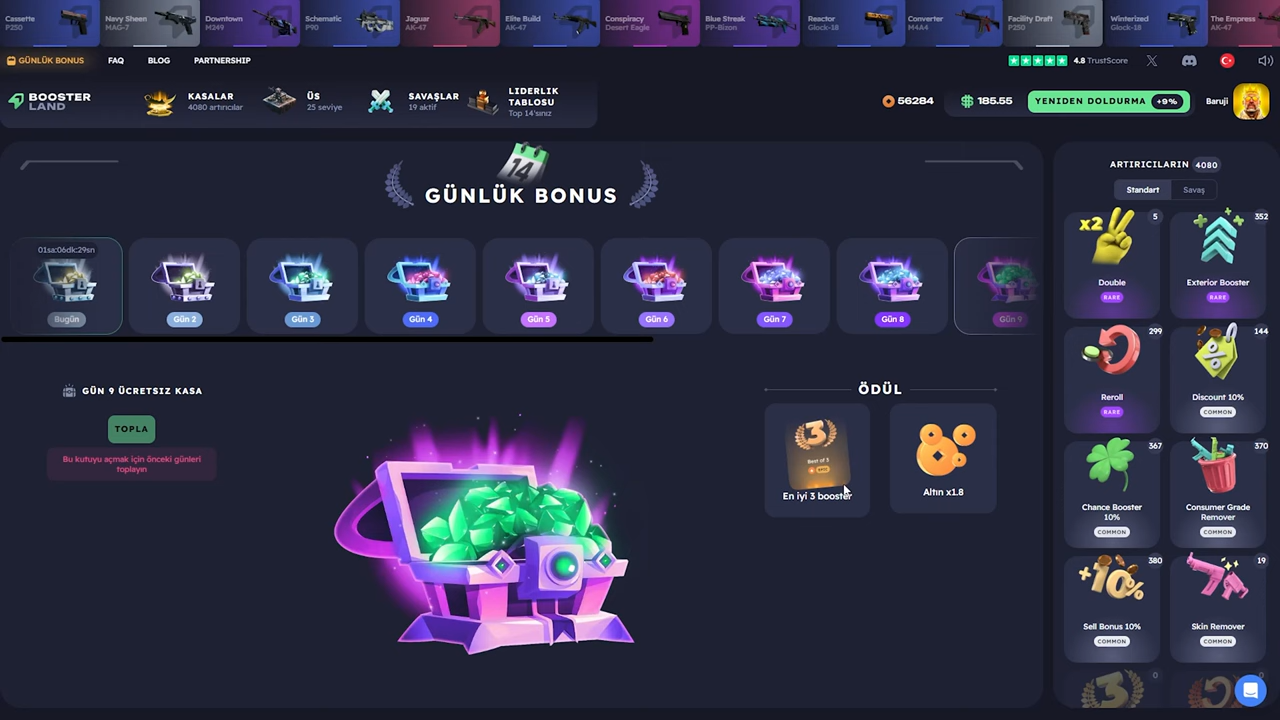 Cassette
P250
Navy Sheen
MAG-7
Downtown
M249
Schematic
P90
Jaguar
AK-47
Elite Build
AK-47
Conspiracy
Desert Eagle
Blue Streak
PP-Bizon
Reactor
Glock-18
Converter
M4A4
Facility Draft
P250
Winterized
Glock-18
The Empress
AK-47
GÜNLÜK BONUS
FAQ
BLOG
PARTNERSHIP
4.8 TrustScore
BOOSTER
LAND
KASALAR
4080 artırıcılar
ÜS
25 seviye
SAVAŞLAR
19 aktif
LIDERLIK
TABLOSU
Top 14'sınız
56284
185.55
YENIDEN DOLDURMA +9%
Baruji
14
GÜNLÜK BONUS
01sa:06dk:29sn
Bugün
Gün 2
Gün 3
Gün 4
Gün 5
Gün 6
Gün 7
Gün 8
Gün 9
GÜN 9 ÜCRETSIZ KASA
TOPLA
Bu kutuyu açmak için önceki günleri
toplayın
ÖDÜL
3
Best of 3
En iyi 3 booster
Altın x1.8
ARTIRICILARIN 4080
Standart
Savaş
x2
5
Double
RARE
352
Exterior Booster
RARE
299
Reroll
RARE
144
%
Discount 10%
COMMON
367
Chance Booster
10%
COMMON
370
Consumer Grade
Remover
COMMON
380
+10%
Sell Bonus 10%
COMMON
19
Skin Remover
COMMON
0
3